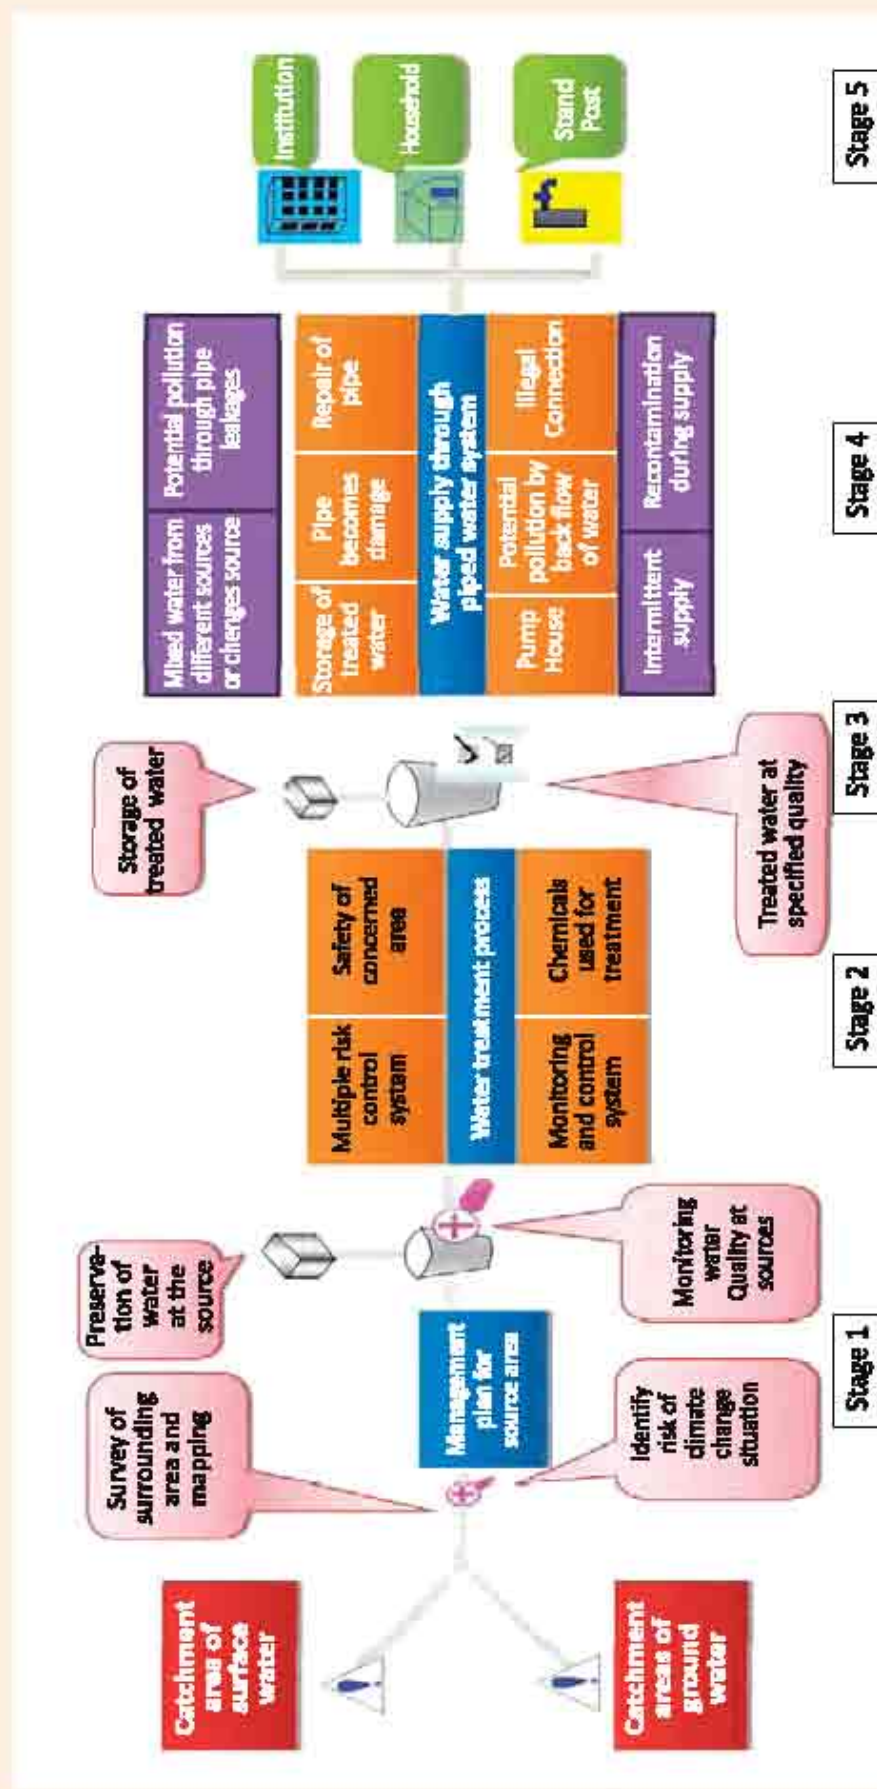 Catchment
area of
surface
water
Catchment
areas of
ground
water
Survey of
surrounding
area and
mapping
Identify
risk of
climate
change
situation
Management
plan for
source area
Preserva-
tion of
water
at the
source
Monitoring
water
Quality at
sources
Multiple risk
control
system
Safety of
concerned
area
Water treatment process
Monitoring
and control
system
Chemicals
used for
treatment
Storage of
treated water
Treated water at
specified quality
Mixed water from
different sources
or chenges source
Potential pollution
through pipe
leakages
Storage of
treated
water
Pipe
becomes
damage
Repair of
pipe
Water supply through
piped water system
Pump
House
Potential
pollution by
back flow
of water
Illegal
Connection
Intermittent
supply
Recontamination
during supply
Institution
Household
Stand
Post
Stage 1
Stage 2
Stage 3
Stage 4
Stage 5